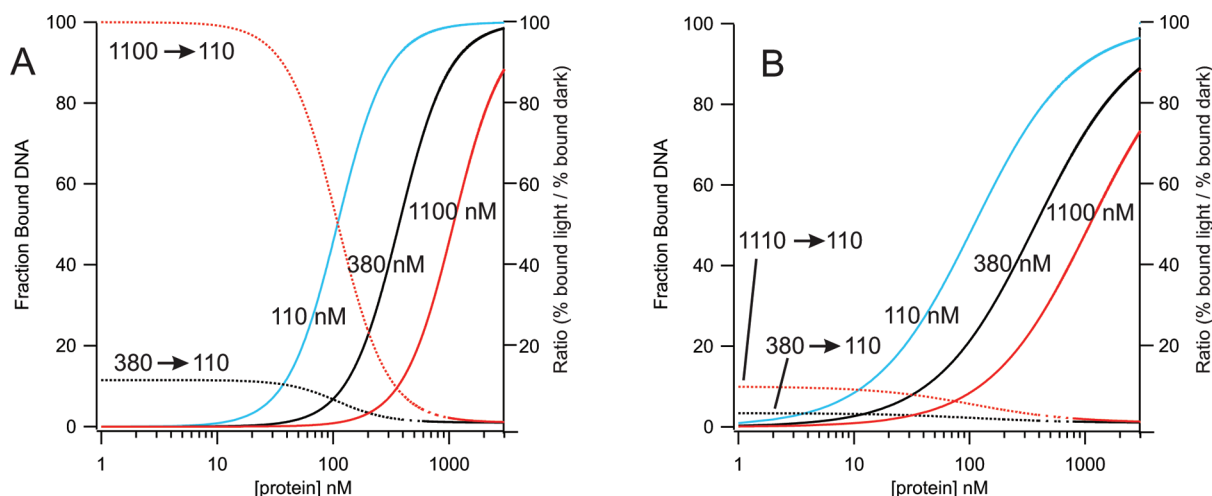 A
100
80
60
40
20
0
Fraction Bound DNA
100
80
60
40
20
Ratio (% bound light / % bound dark)
1100 → 110
1100 nM
380 nM
110 nM
380 → 110
1
10
100
1000
[protein] nM
B
100
80
60
40
20
0
Fraction Bound DNA
100
80
60
40
20
Ratio (% bound light / % bound dark)
1100 nM
1110 → 110
380 nM
110 nM
380 → 110
1
10
100
1000
[protein] nM